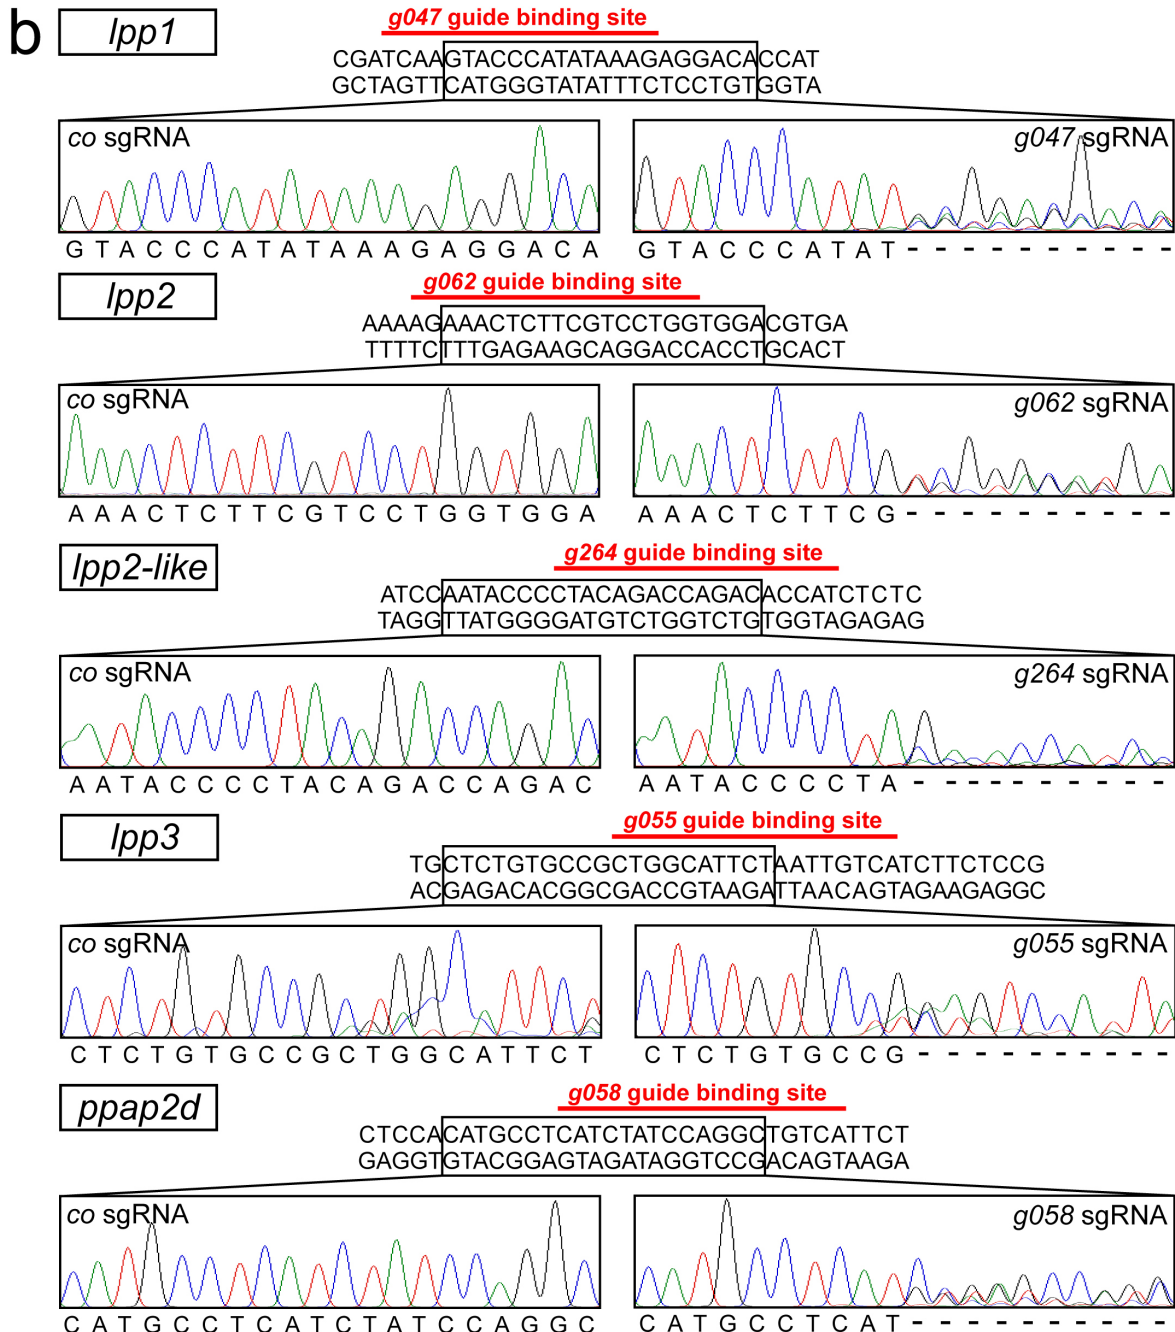 b
lpp1
g047 guide binding site
CGATCAAGTACCCATATAAAGAGGACACCAT
GCTAGTTCATGGGTATATTTCTCCTGTGGTA
co sgRNA
g047 sgRNA
G T A C C C A T A T A A A G A G G A C A
G T A C C C A T A T - - - - - - - - - -
lpp2
g062 guide binding site
AAAAGAAACTCTTCGTCCTGGTGGACGTGA
TTTTCTTTGAGAAGCAGGACCACCTGCACT
co sgRNA
g062 sgRNA
A A A C T C T T C G T C C T G G T G G A
A A A C T C T T C G - - - - - - - - - -
lpp2-like
g264 guide binding site
ATCCAATACCCCTACAGACCAGACACCATCTCTC
TAGGTTATGGGGATGTCTGGTCTGTGGTAGAGAG
co sgRNA
g264 sgRNA
A A T A C C C C T A C A G A C C A G A C
A A T A C C C C T A - - - - - - - - - -
lpp3
g055 guide binding site
TGCTCTGTGCCGCTGGCATTCTAATTGTCATCTTCTCCG
ACGAGACACGGCGACCGTAAGATTAACAGTAGAAGAGGC
co sgRNA
g055 sgRNA
C T C T G T G C C G C T G G C A T T C T
C T C T G T G C C G - - - - - - - - - -
ppap2d
g058 guide binding site
CTCCACATGCCTCATCTATCCAGGCTGTCATTCT
GAGGTGTACGGAGTAGATAGGTCCGACAGTAAGA
co sgRNA
g058 sgRNA
C A T G C C T C A T C T A T C C A G G C
C A T G C C T C A T - - - - - - - - - -